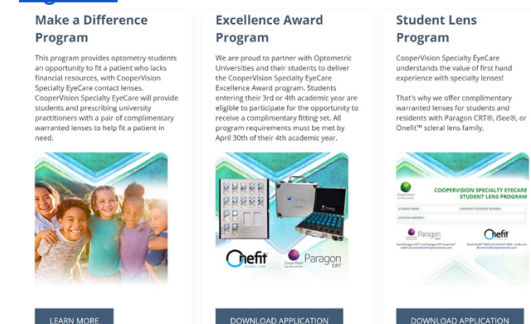 Make a Difference
Program
This program provides optometry students
an opportunity to fit a patient who lacks
financial resources, with CooperVision
Specialty EyeCare contact lenses.
CooperVision Specialty EyeCare will provide
students and prescribing university
practitioners with a pair of complimentary
warranted lenses to help fit a patient in
need.
LEARN MORE
Excellence Award
Program
We are proud to partner with Optometric
Universities and their students to deliver
the CooperVision Specialty EyeCare
Excellence Award program. Students
entering their 3rd or 4th academic year are
eligible to participate for the opportunity to
receive a complimentary fitting set. All
program requirements must be met by
April 30th of their 4th academic year.
Onefit
Paragon
CRT
DOWNLOAD APPLICATION
Student Lens
Program
CooperVision Specialty EyeCare
understands the value of first hand
experience with specialty lenses!
That's why we offer complimentary
warranted lenses for students and
residents with Paragon CRT®, iSee®, or
Onefit™ scleral lens family.
COOPERVISION SPECIALTY EYECARE
STUDENT LENS PROGRAM
Paragon
Onefit
DOWNLOAD APPLICATION